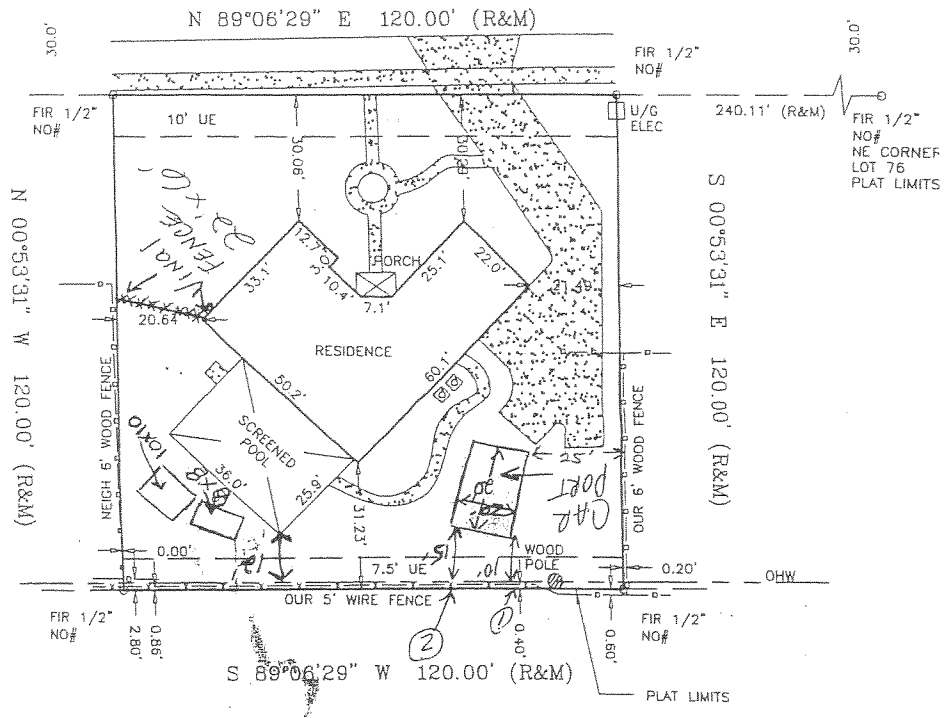 N 89°06'29" E 120.00' (R&M)
30.0'
30.0'
FIR 1/2"
NO#
FIR 1/2"
NO#
10' UE
U/G
ELEC
240.11' (R&M)
FIR 1/2"
NO#
NE CORNER
LOT 76
PLAT LIMITS
30.06'
N 00°53'31" W 120.00' (R&M)
S 00°53'31" E 120.00' (R&M)
FENCE
12.7'
PORCH
33.1'
10.4'
7.1'
25.1'
22.0'
20.64'
RESIDENCE
50.2'
60.1'
NEIGH 6' WOOD FENCE
OUR 6' WOOD FENCE
SCREENED
POOL
10X10
36.0'
25.9'
31.23'
20
25'
CAR
PORT
15'
10'
WOOD
POLE
0.00'
7.5' UE
0.20'
OHW
OUR 5' WIRE FENCE
FIR 1/2"
NO#
2.80'
0.86'
2
1
0.40'
0.60'
FIR 1/2"
NO#
S 89°06'29" W 120.00' (R&M)
PLAT LIMITS